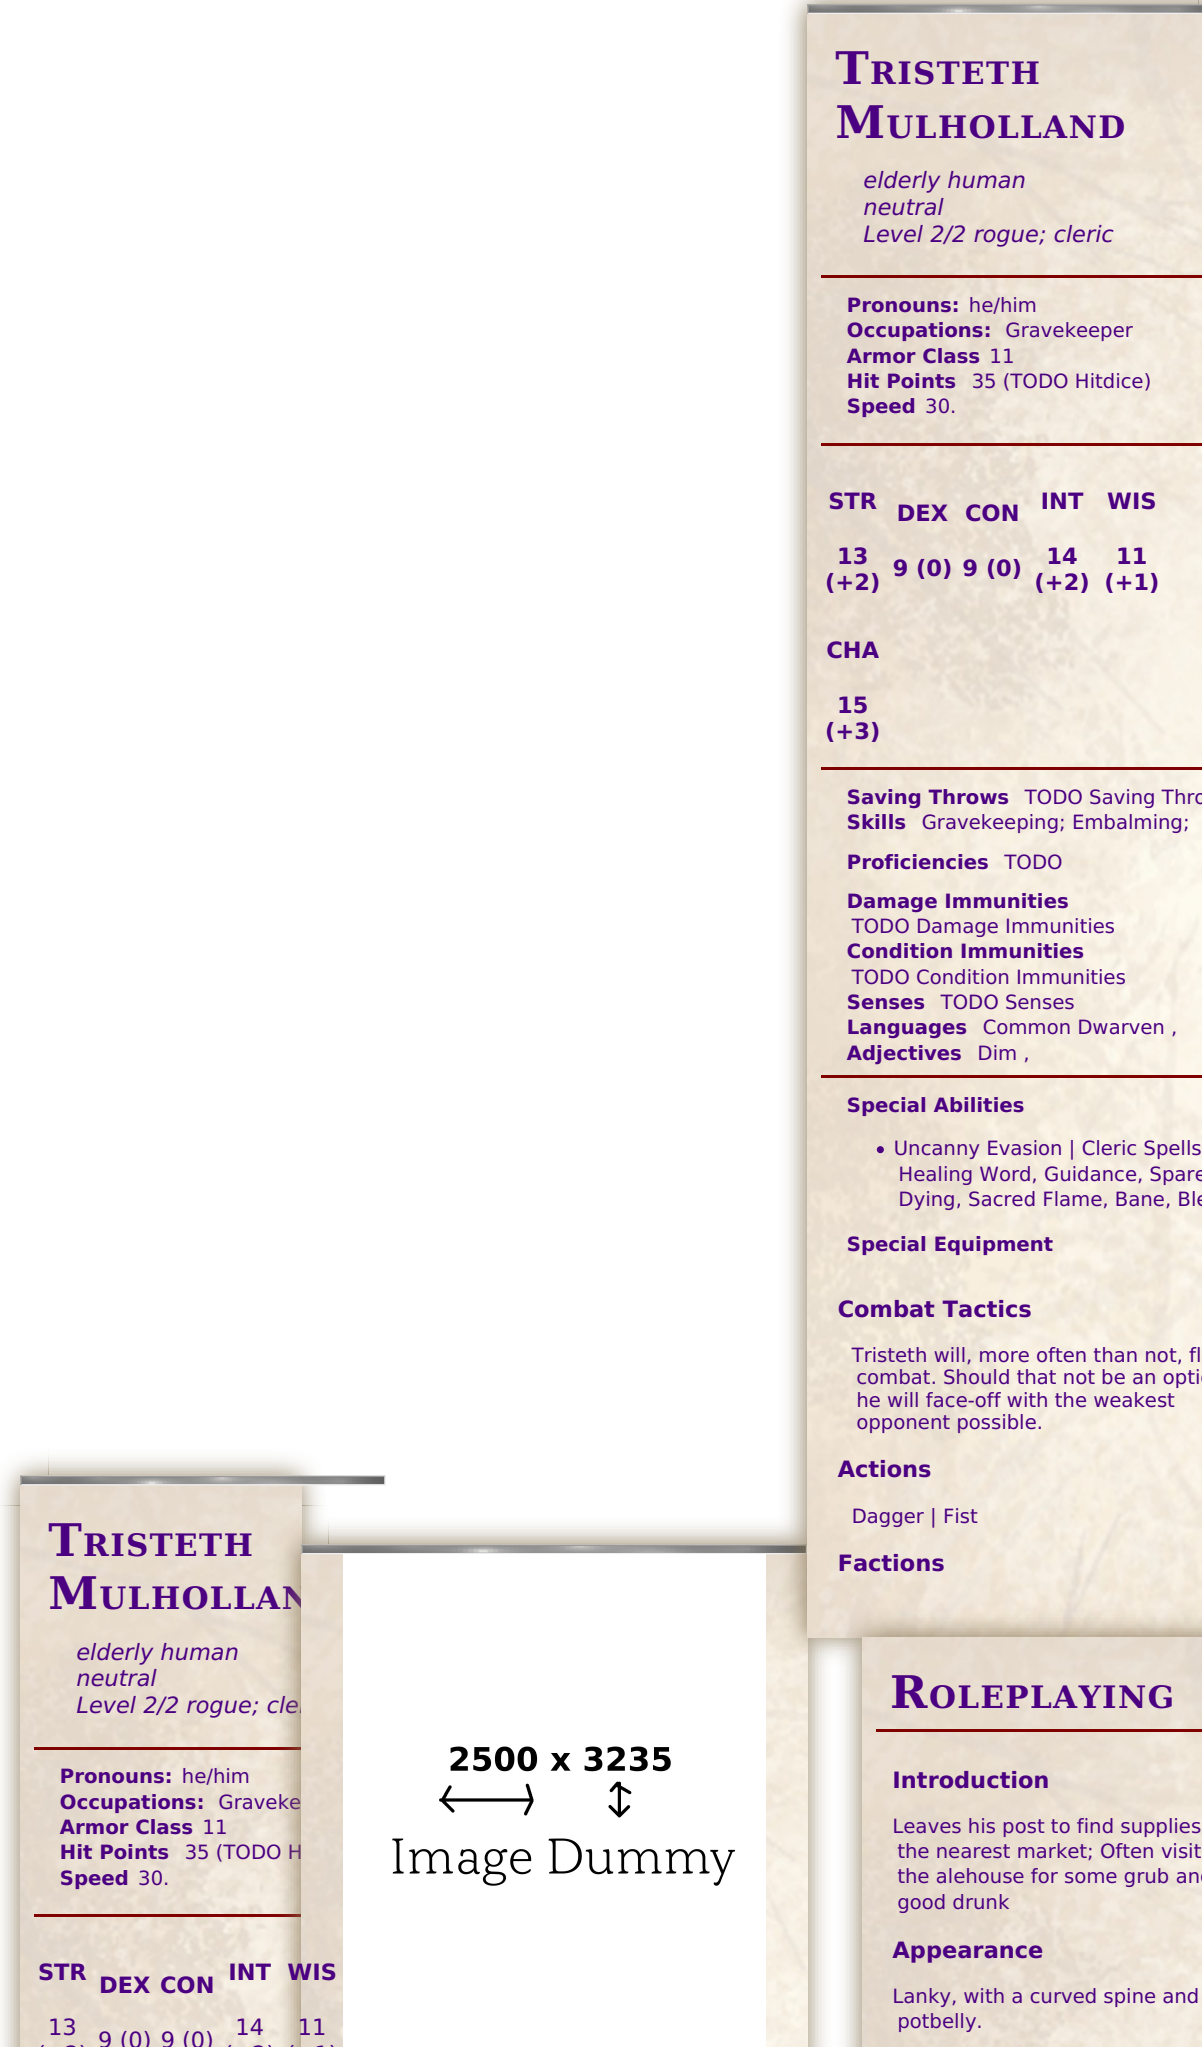 TRISTETH
MULHOLLAND
elderly human
neutral
Level 2/2 rogue; cleric
Pronouns: he/him
Occupations: Gravekeeper
Armor Class 11
Hit Points 35 (TODO Hitdice)
Speed 30.
STR DEX CON INT WIS
13 (+2) 9 (0) 9 (0) 14 (+2) 11 (+1)
CHA
15
(+3)
Saving Throws TODO Saving
Skills Gravekeeping; Embalming;
Proficiencies TODO
Damage Immunities
TODO Damage Immunities
Condition Immunities
TODO Condition Immunities
Senses TODO Senses
Languages Common Dwarven ,
Adjectives Dim ,
Special Abilities
• Uncanny Evasion | Cleric Spells
Healing Word, Guidance, Spare
Dying, Sacred Flame, Bane,
Special Equipment
Combat Tactics
Tristeth will, more often than not,
combat. Should that not be an
he will face-off with the weakest
opponent possible.
Actions
Dagger | Fist
Factions
TRISTETH
MULHOLLAN
elderly human
neutral
Level 2/2 rogue;
Pronouns: he/him
Occupations: Graveke
Armor Class 11
Hit Points 35 (TODO H
Speed 30.
STR DEX CON INT WIS
13 9 (0) 9 (0) 14 11
2500 x 3235
Image Dummy
ROLEPLAYING
Introduction
Leaves his post to find supplies
the nearest market; Often visit
the alehouse for some grub an
good drunk
Appearance
Lanky, with a curved spine and
potbelly.